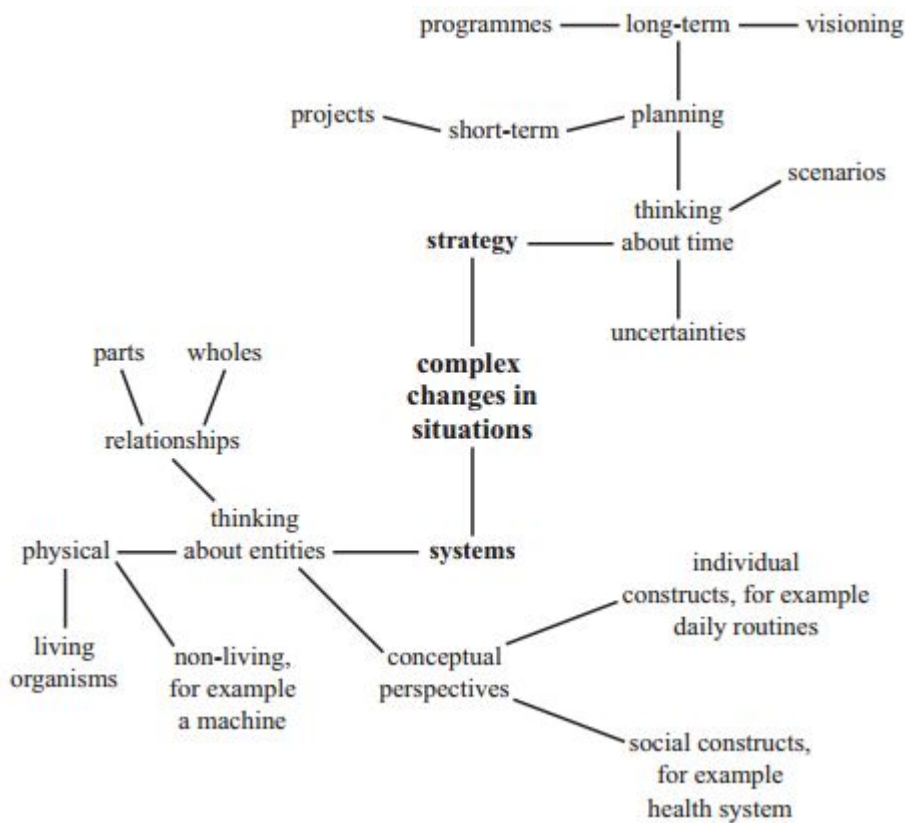 programmes
long-term
visioning
projects
short-term
planning
scenarios
thinking
about time
strategy
uncertainties
parts
wholes
complex
changes in
situations
relationships
thinking
about entities
physical
systems
individual
constructs, for example
daily routines
living
organisms
non-living,
for example
a machine
conceptual
perspectives
social constructs,
for example
health system